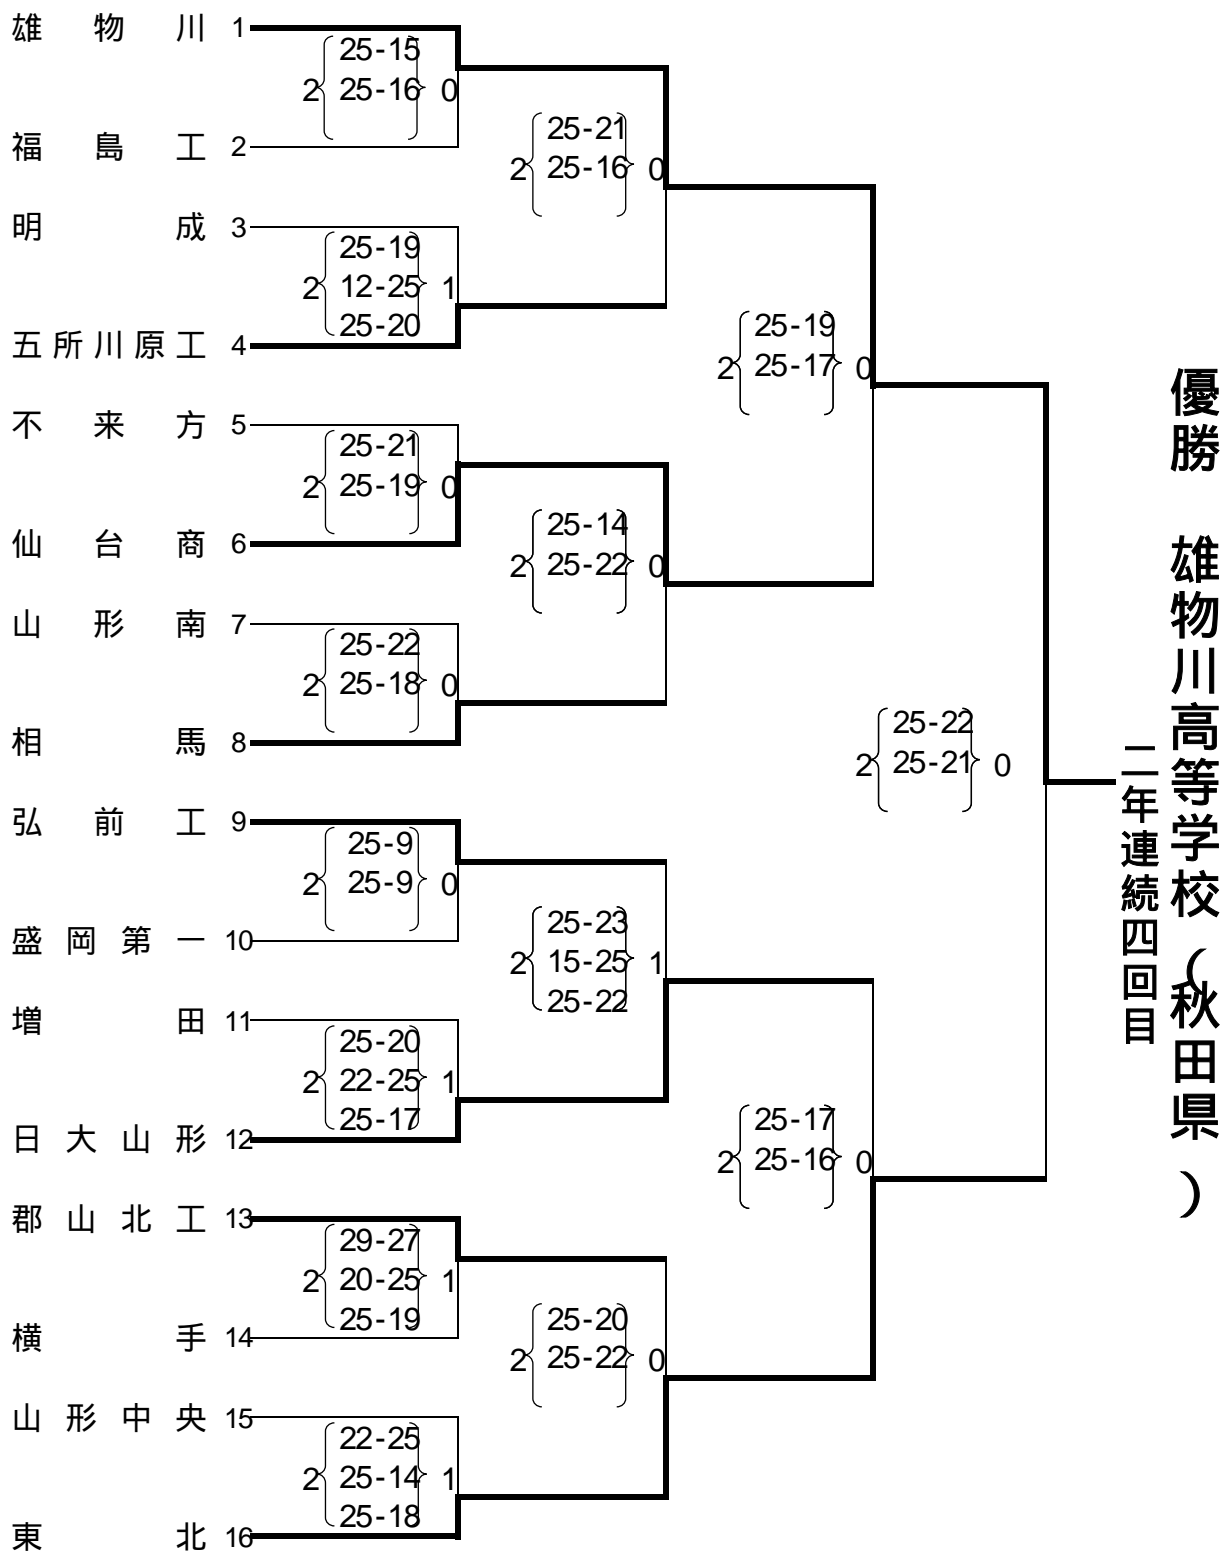 雄物川 1
25-15
2 25-16 0
福島工 2
25-21
2 25-16 0
明成 3
25-19
2 12-25 1
25-20
五所川原工 4
25-19
2 25-17 0
不来方 5
25-21
2 25-19 0
仙台商 6
25-14
2 25-22 0
山形南 7
25-22
2 25-18 0
相馬 8
25-22
2 25-21 0
弘前工 9
25-9
2 25-9 0
盛岡第一 10
25-23
2 15-25 1
25-22
増田 11
25-20
2 22-25 1
25-17
日大山形 12
25-17
2 25-16 0
郡山北工 13
29-27
2 20-25 1
25-19
横手 14
25-20
2 25-22 0
山形中央 15
22-25
2 25-14 1
25-18
東北 16
優勝 雄物川高等学校(秋田県)
二年連続四回目